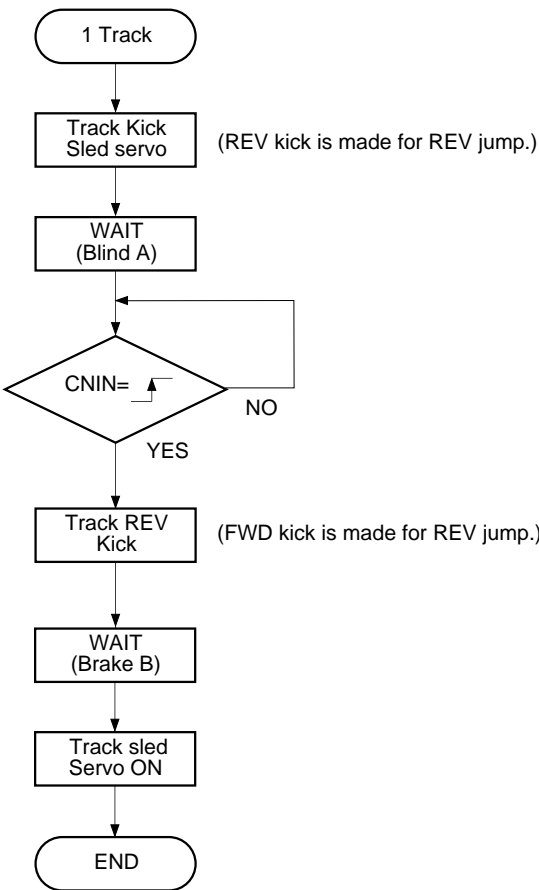 1 Track
Track Kick
Sled servo
(REV kick is made for REV jump.)
WAIT
(Blind A)
CNIN=
NO
YES
Track REV
Kick
(FWD kick is made for REV jump.)
WAIT
(Brake B)
Track sled
Servo ON
END